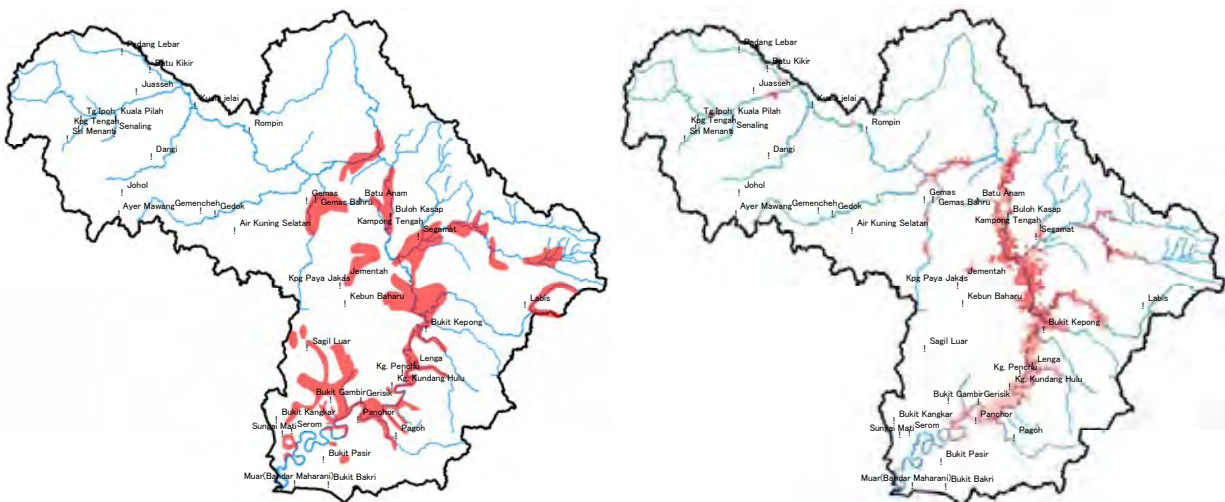 Padang Lebar
Batu Kikir
Juasseh
Kuala jelai
Tg Ipoh Kuala Pilah
Kpg Tengah
Senaling
Sri Menanti
Rompin
Dangi
Johol
Gemas
Batu Anam
Gemas Bahru
Ayer Mawang
Gemencheh
Gedok
Buloh Kasap
Kampong Tengah
Air Kuning Selatan
Segamat
Jementah
Kpg Paya Jakas
Kebun Baharu
Labis
Bukit Kepong
Sagil Luar
Lenga
Kg. Penchu
Kg. Kundang Hulu
Bukit Gambir
Gerisik
Bukit Kangkar
Panchor
Sungai Mati
Serom
Pagoh
Bukit Pasir
Muar(Bandar Maharani)
Bukit Bakri
Padang Lebar
Batu Kikir
Juasseh
Kuala jelai
Tg Ipoh Kuala Pilah
Kpg Tengah
Senaling
Sri Menanti
Rompin
Dangi
Johol
Gemas
Batu Anam
Gemas Bahru
Ayer Mawang
Gemencheh
Gedok
Buloh Kasap
Kampong Tengah
Air Kuning Selatan
Segamat
Jementah
Kpg Paya Jakas
Kebun Baharu
Labis
Bukit Kepong
Sagil Luar
Lenga
Kg. Penchu
Kg. Kundang Hulu
Bukit Gambir
Gerisik
Bukit Kangkar
Panchor
Sungai Mati
Serom
Pagoh
Bukit Pasir
Muar(Bandar Maharani)
Bukit Bakri